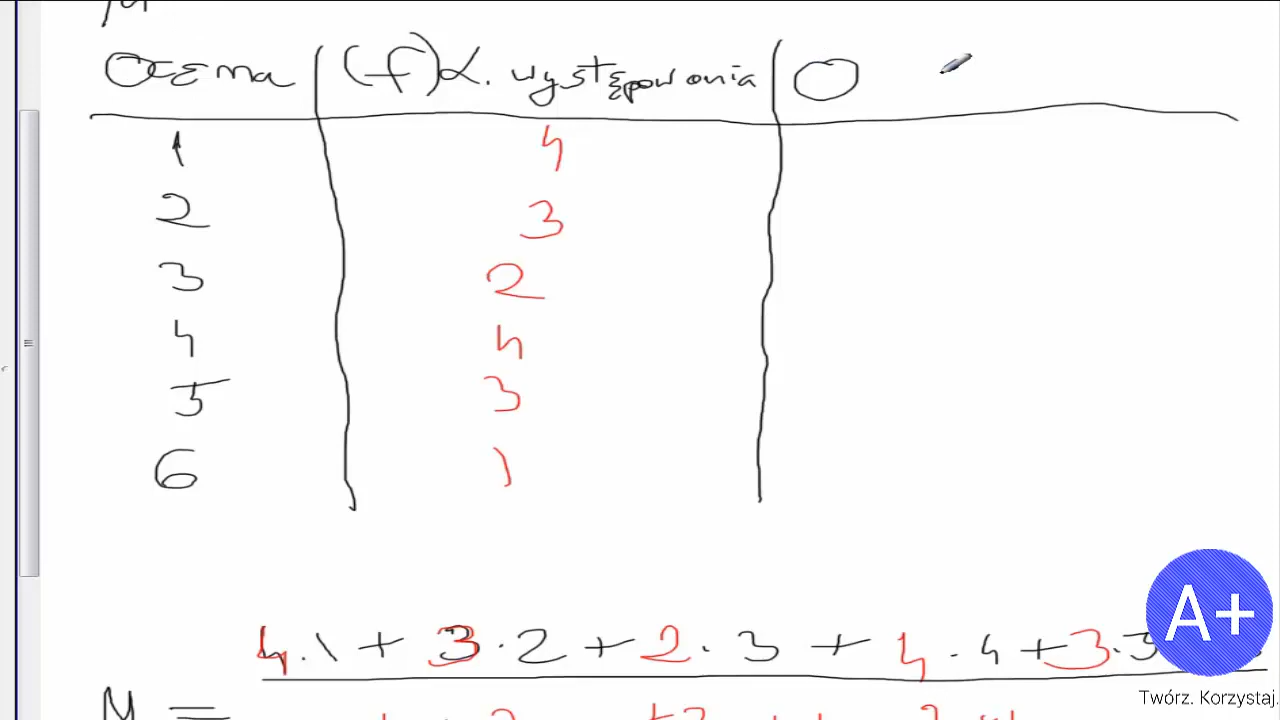 Ocena (f) l. występowania O
1 4
2 3
3 2
4 4
5 3
6 1
4.1 + 3.2 + 2.3 + 4.4 + 3.5
M =
A+
Twórz. Korzystaj.